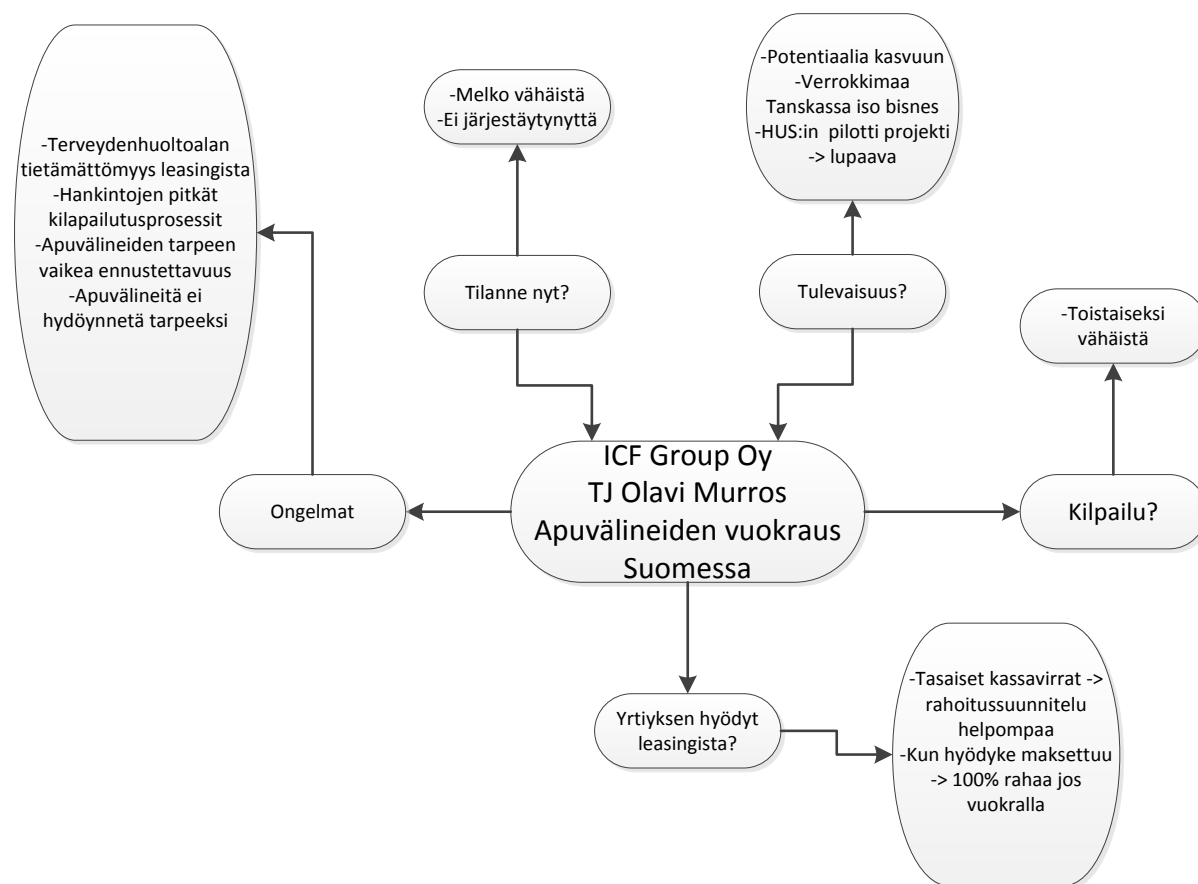 -Terveydenhuoltoalan
tietämättömyys leasingista
-Hankintojen pitkät
kilapailutusprosessit
-Apuvälineiden tarpeen
vaikea ennustettavuus
-Apuvälineitä ei
hydöynnetä tarpeeksi
-Melko vähäistä
-Ei järjestäytynyttä
-Potentiaalia kasvuun
-Verrokkimaa
Tanskassa iso bisnes
-HUS:in pilotti projekti
-> lupaava
Tilanne nyt?
Tulevaisuus?
-Toistaiseksi
vähäistä
Ongelmat
ICF Group Oy
TJ Olavi Murros
Apuvälineiden vuokraus
Suomessa
Kilpailu?
Yrtiyksen hyödyt
leasingista?
-Tasaiset kassavirrat ->
rahoitussuunnitelu
helpompaa
-Kun hyödyke maksettuu
-> 100% rahaa jos
vuokralla